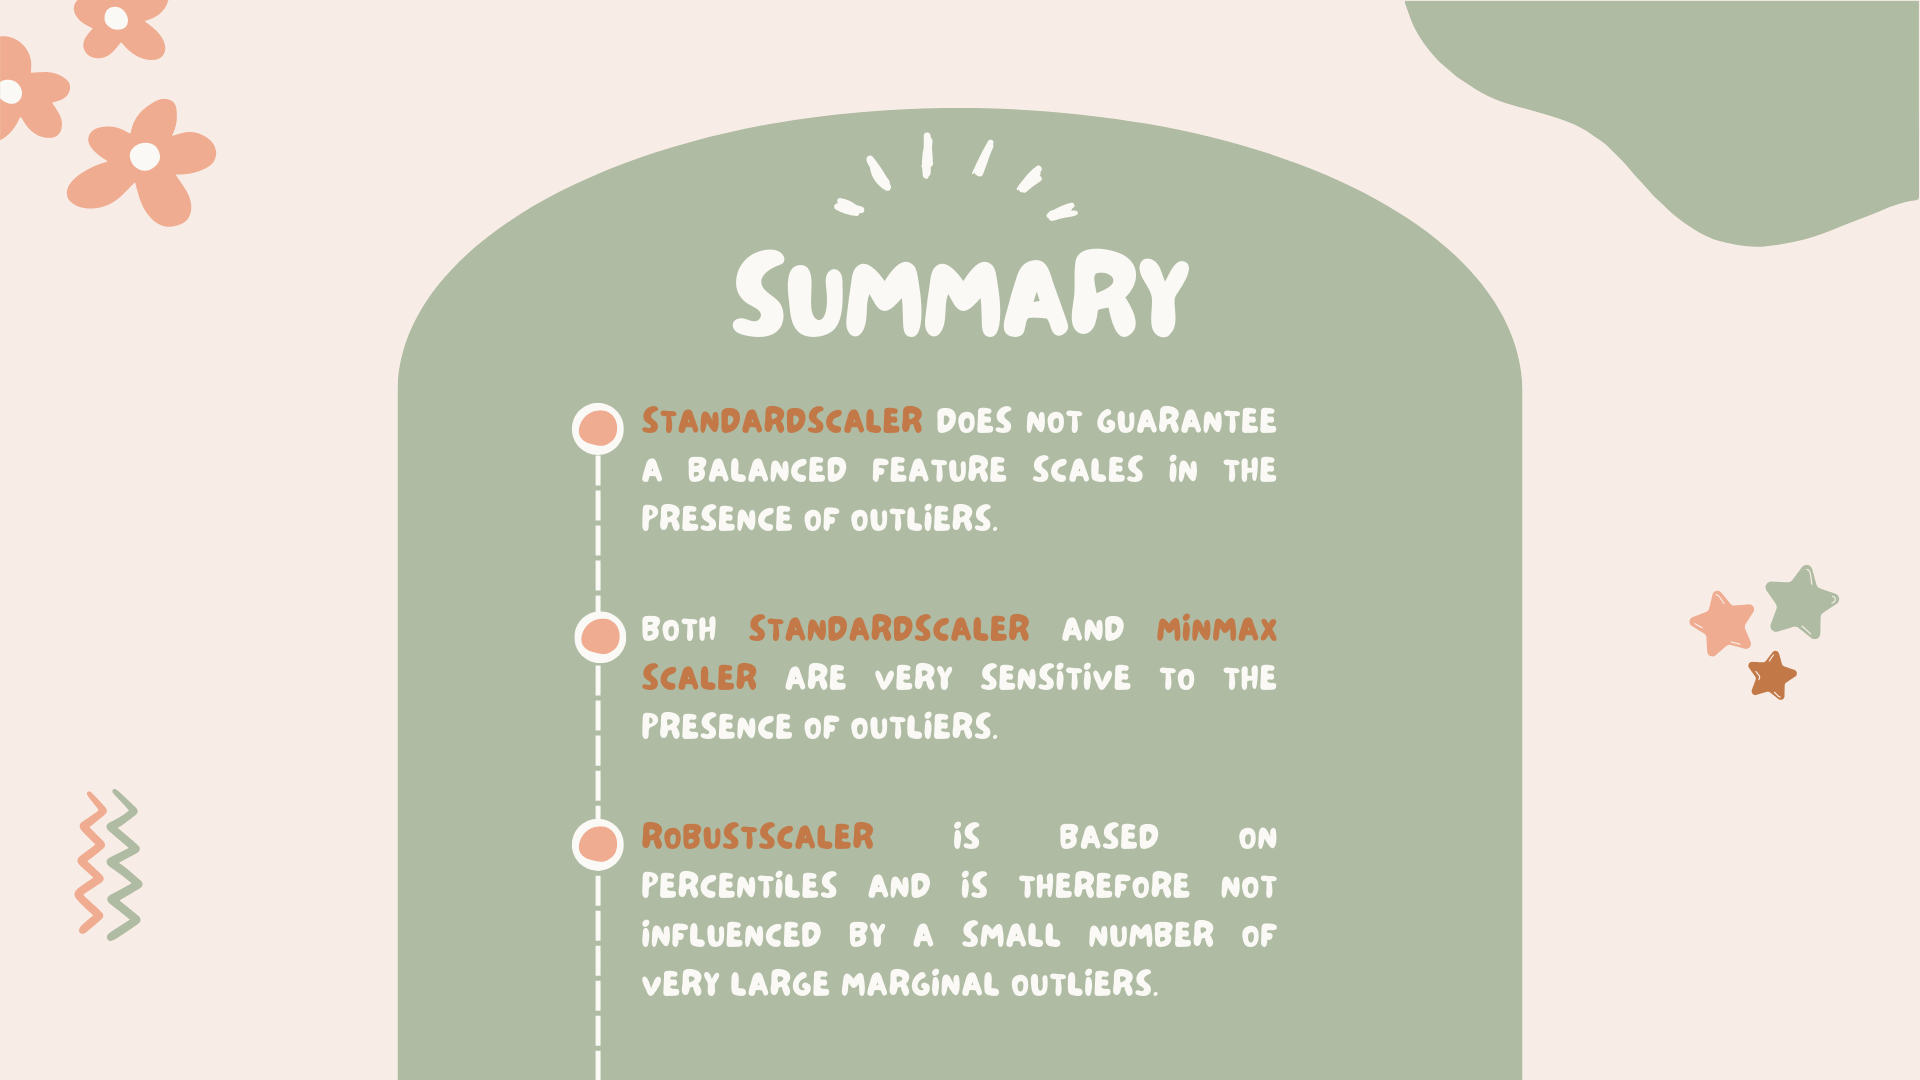 SUMMARY
STANDARDSCALER DOES NOT GUARANTEE
A BALANCED FEATURE SCALES IN THE
PRESENCE OF OUTLIERS.
BOTH STANDARDSCALER AND MINMAX
SCALER ARE VERY SENSITIVE TO THE
PRESENCE OF OUTLIERS.
ROBUSTSCALER IS BASED ON
PERCENTILES AND IS THEREFORE NOT
INFLUENCED BY A SMALL NUMBER OF
VERY LARGE MARGINAL OUTLIERS.